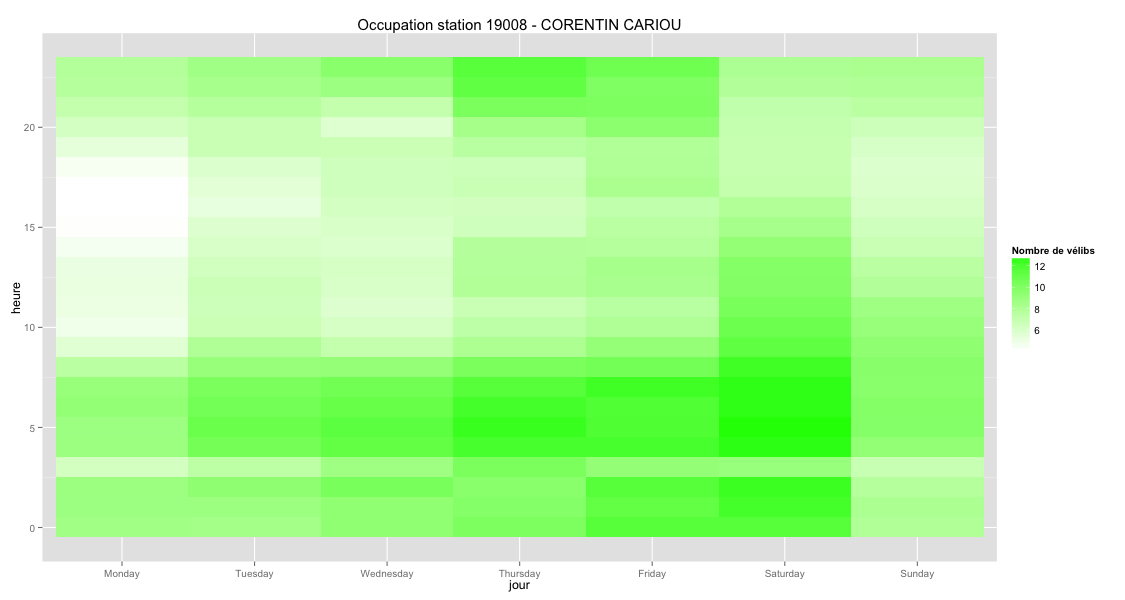 Occupation station 19008 - CORENTIN CARIOU
heure
20
15
10
5
0
Monday Tuesday Wednesday Thursday Friday Saturday Sunday
jour
Nombre de vélibs
12
10
8
6